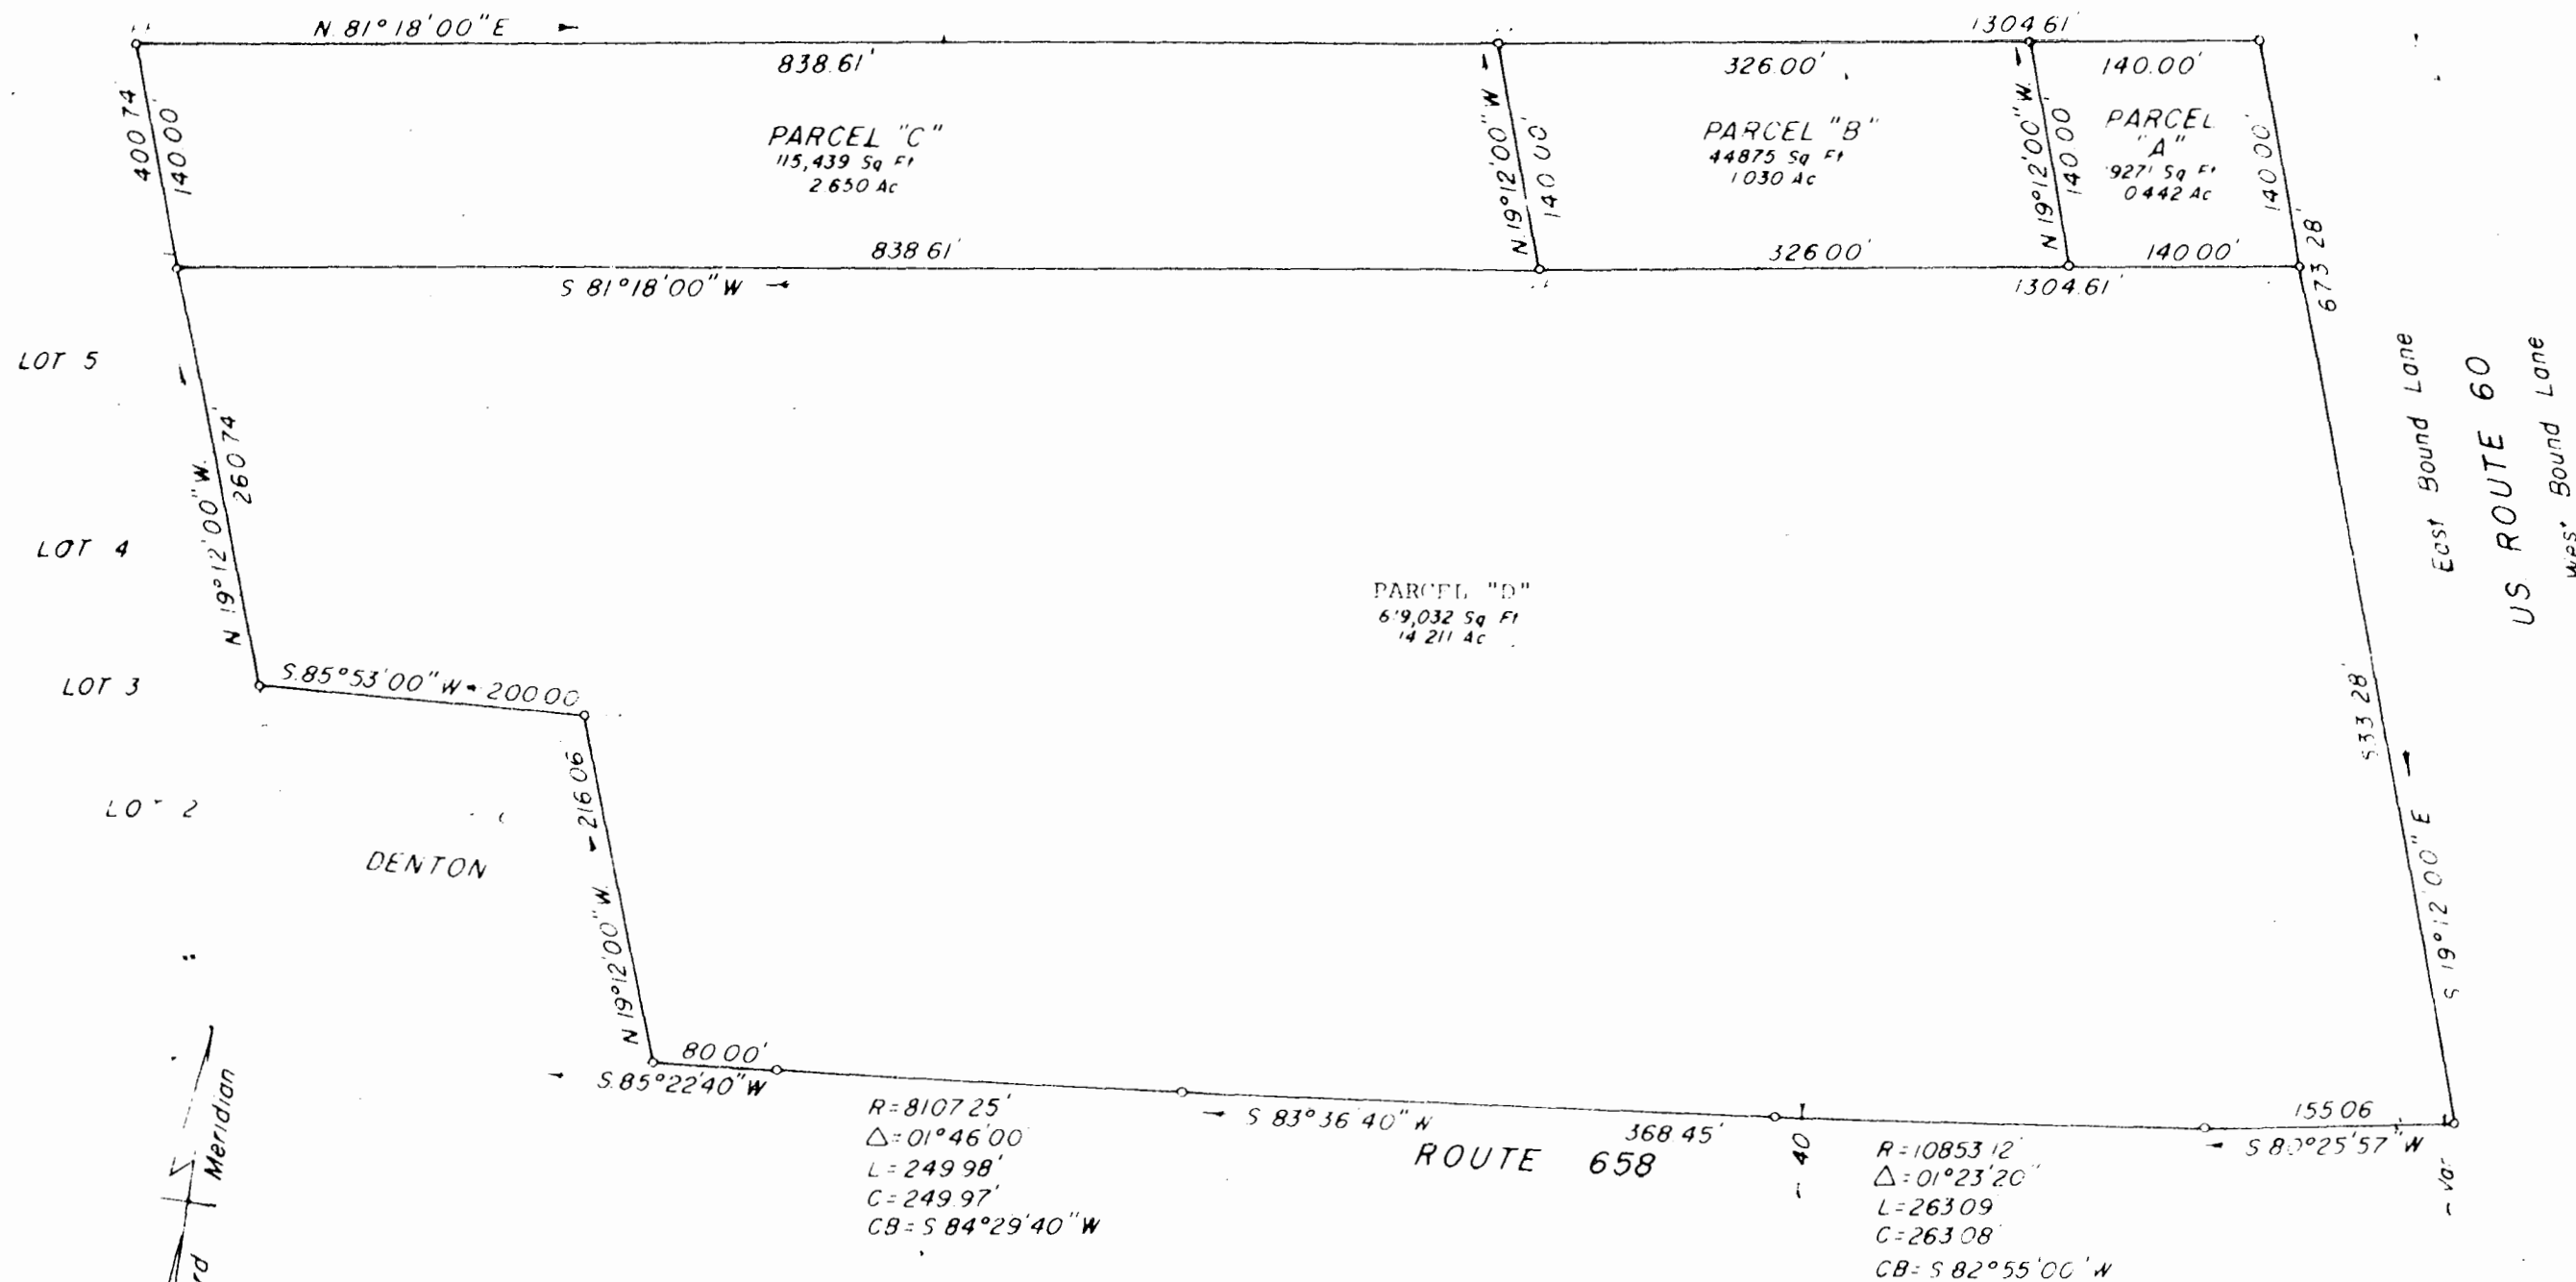 N. 81°18'00"E
1304.61'
838.61'
326.00'
140.00'
400.74
140.00'
PARCEL "C"
115,439 Sq Ft
2.650 Ac
N.19°12'00"W
140.00'
PARCEL "B"
44875 Sq Ft
1.030 Ac
N 19°12'00"W.
140.00'
PARCEL
"A"
0.442 Ac
140.00'
838.61'
326.00'
140.00'
S 81°18'00"W
1304.61'
673.28'
LOT 5
East Bound Lane
US ROUTE 60
Bound Lane
N 19°12'00"W.
260.74'
LOT 4
PARCEL "D"
14.211 Ac
LOT 3
S.85°53'00"W 200.00
533.28'
S 19°12'00"E
2
DENTON
N 19°12'00"W. 216.06
80.00'
S.85°22'40"W
R=8107.25'
Δ=01°46'00"
L=249.98'
C=249.97'
CB=S 84°29'40"W
S 83°36'40"W
368.45'
ROUTE 658
40
R=10853.12'
Δ=01°23'20"
L=263.09
C=263.08'
CB=S 82°55'00"W
155.06
S 80°25'57"W
Var
Meridian